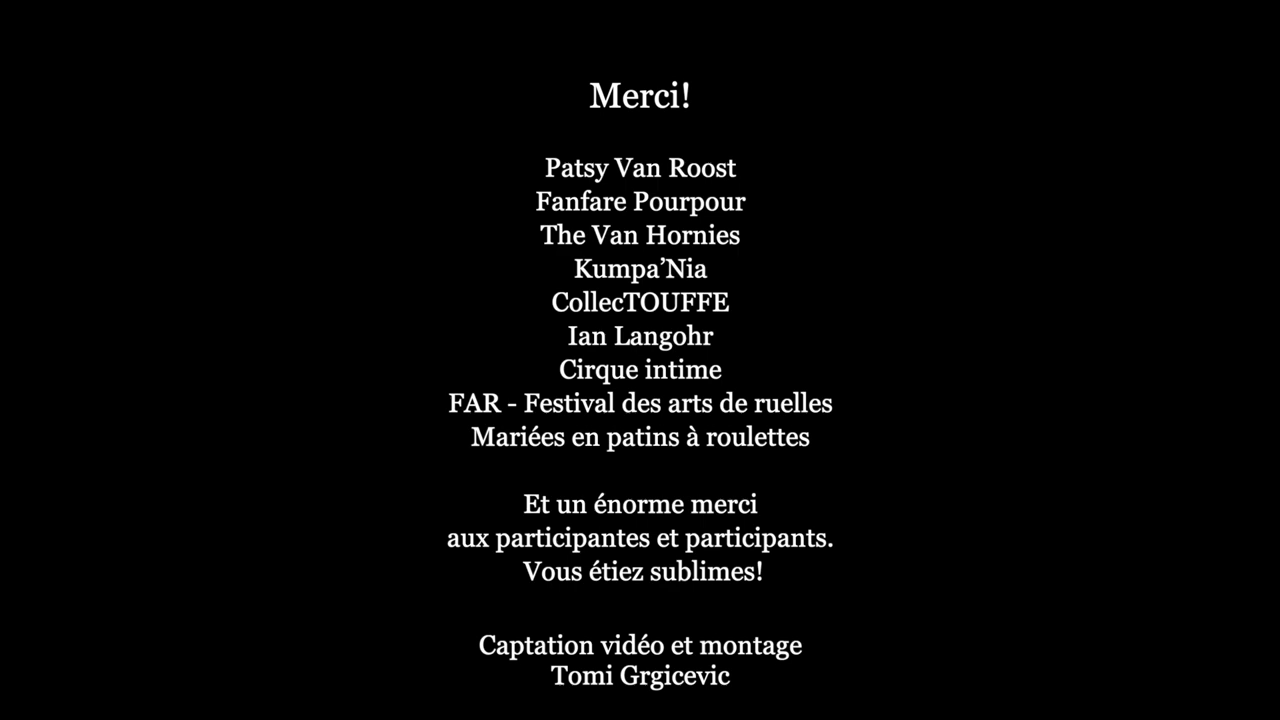 Merci!
Patsy Van Roost
Fanfare Pourpour
The Van Hornies
Kumpa’Nia
CollecTOUFFE
Ian Langohr
Cirque intime
FAR - Festival des arts de ruelles
Mariées en patins à roulettes
Et un énorme merci
aux participantes et participants.
Vous étiez sublimes!
Captation vidéo et montage
Tomi Grgicevic